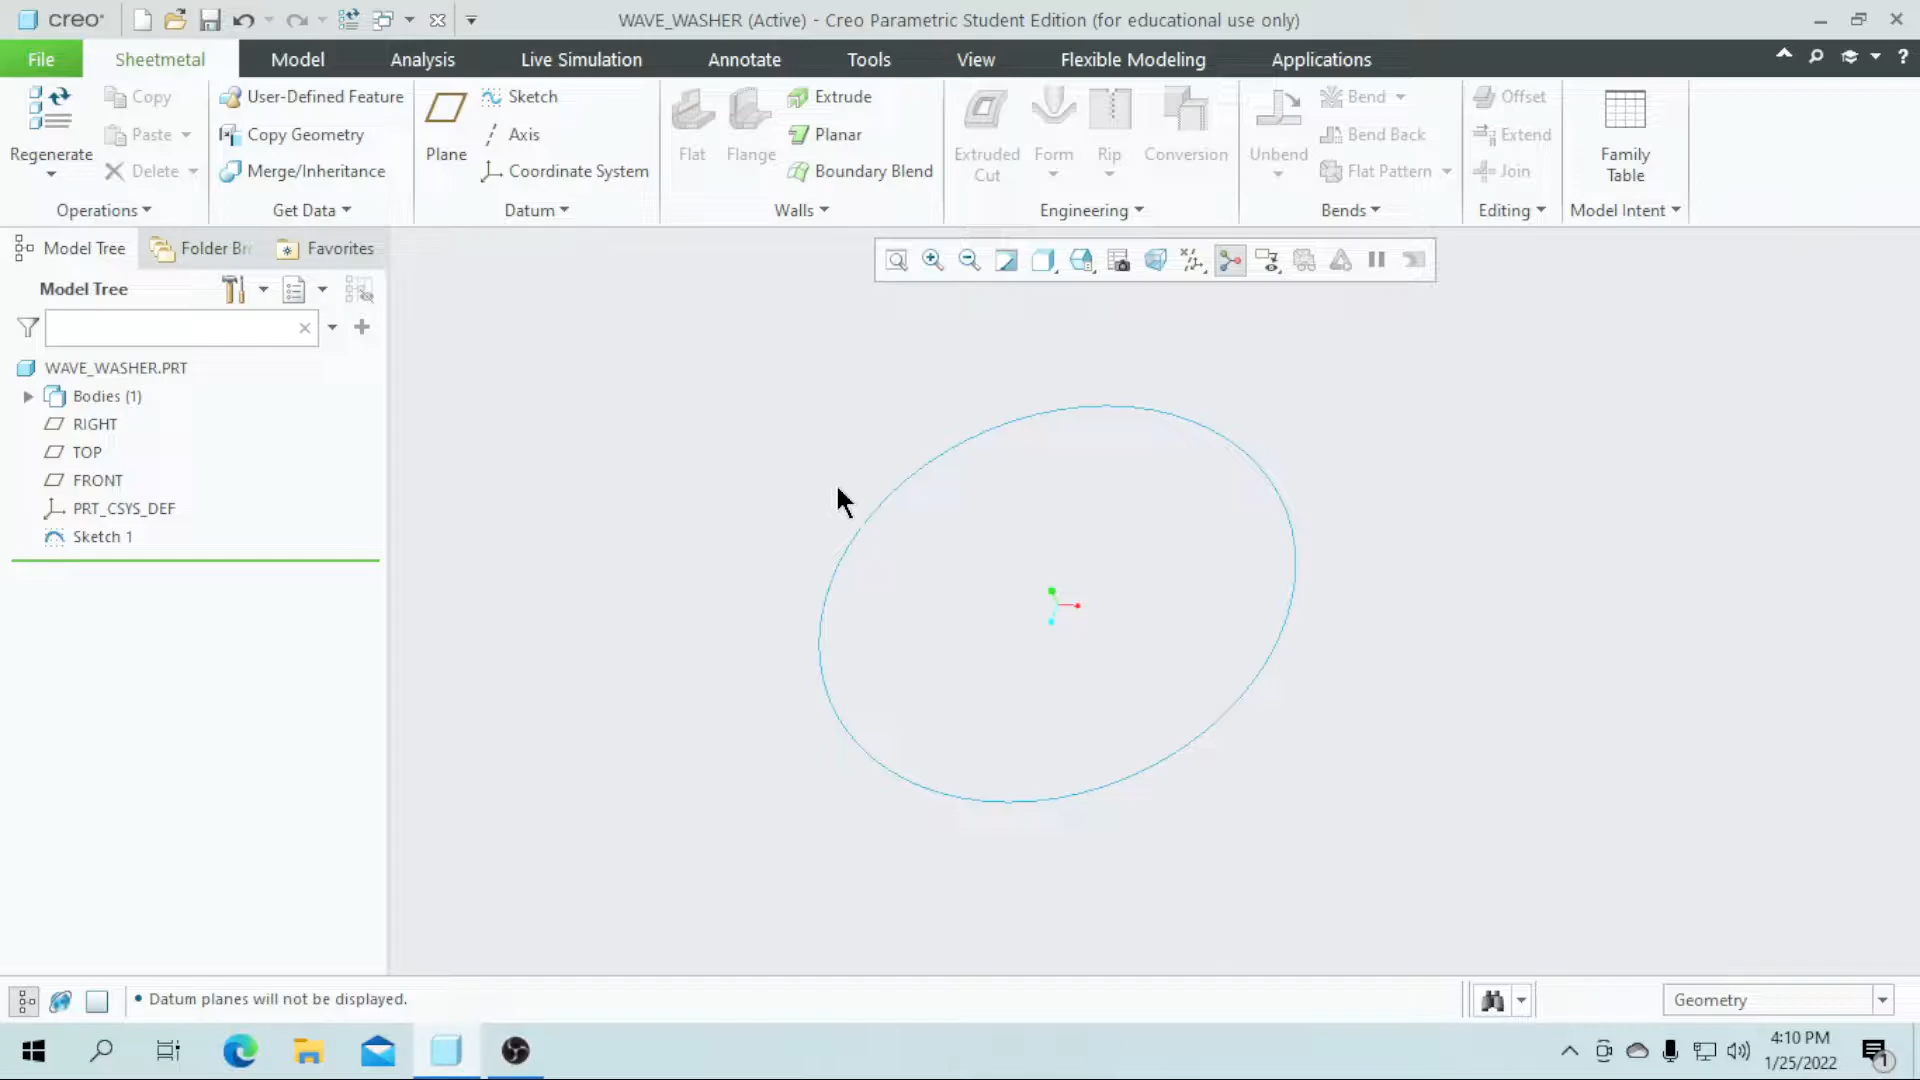 creo
WAVE_WASHER (Active) - Creo Parametric Student Edition (for educational use only)
File Sheetmetal Model Analysis Live Simulation Annotate Tools View Flexible Modeling Applications
Regenerate
Copy
Paste
Delete
Operations
User-Defined Feature
Copy Geometry
Merge/Inheritance
Get Data
Plane
Sketch
Axis
Coordinate System
Datum
Flat
Flange
Extrude
Planar
Boundary Blend
Walls
Extruded
Cut
Form
Rip
Conversion
Engineering
Unbend
Bend
Bend Back
Flat Pattern
Bends
Offset
Extend
Join
Editing
Family
Table
Model Intent
Model Tree Folder Br Favorites
Model Tree
WAVE_WASHER.PRT
Bodies (1)
RIGHT
TOP
FRONT
PRT_CSYS_DEF
Sketch 1
• Datum planes will not be displayed.
Geometry
4:10 PM
1/25/2022
1